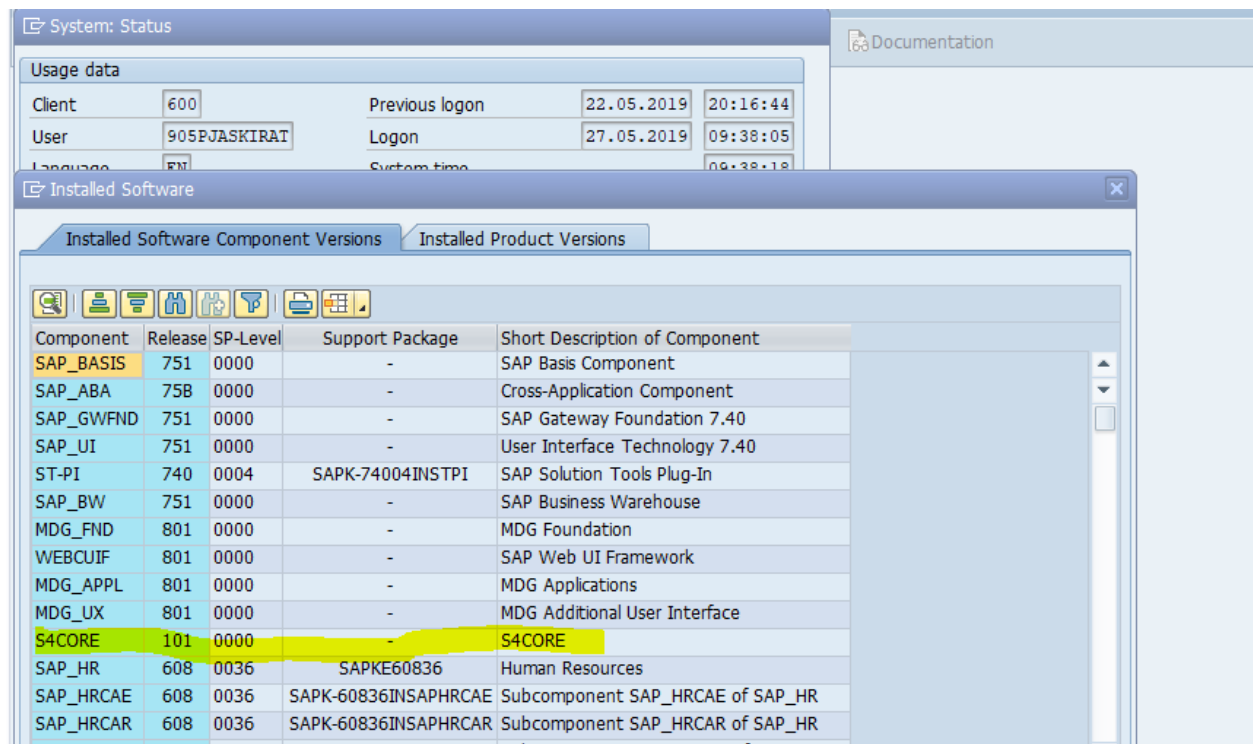 System: Status
Documentation
Usage data
Client 600 Previous logon 22.05.2019 20:16:44
User 905PJASKIRAT Logon 27.05.2019 09:38:05
Language EN System time 09:38:18
Installed Software
Installed Software Component Versions Installed Product Versions
Component Release SP-Level Support Package Short Description of Component
SAP_BASIS 751 0000 - SAP Basis Component
SAP_ABA 75B 0000 - Cross-Application Component
SAP_GWFND 751 0000 - SAP Gateway Foundation 7.40
SAP_UI 751 0000 - User Interface Technology 7.40
ST-PI 740 0004 SAPK-74004INSTPI SAP Solution Tools Plug-In
SAP_BW 751 0000 - SAP Business Warehouse
MDG_FND 801 0000 - MDG Foundation
WEBCUIF 801 0000 - SAP Web UI Framework
MDG_APPL 801 0000 - MDG Applications
MDG_UX 801 0000 - MDG Additional User Interface
S4CORE 101 0000 - S4CORE
SAP_HR 608 0036 SAPKE60836 Human Resources
SAP_HRCAE 608 0036 SAPK-60836INSAPHRCAE Subcomponent SAP_HRCAE of SAP_HR
SAP_HRCAR 608 0036 SAPK-60836INSAPHRCAR Subcomponent SAP_HRCAR of SAP_HR